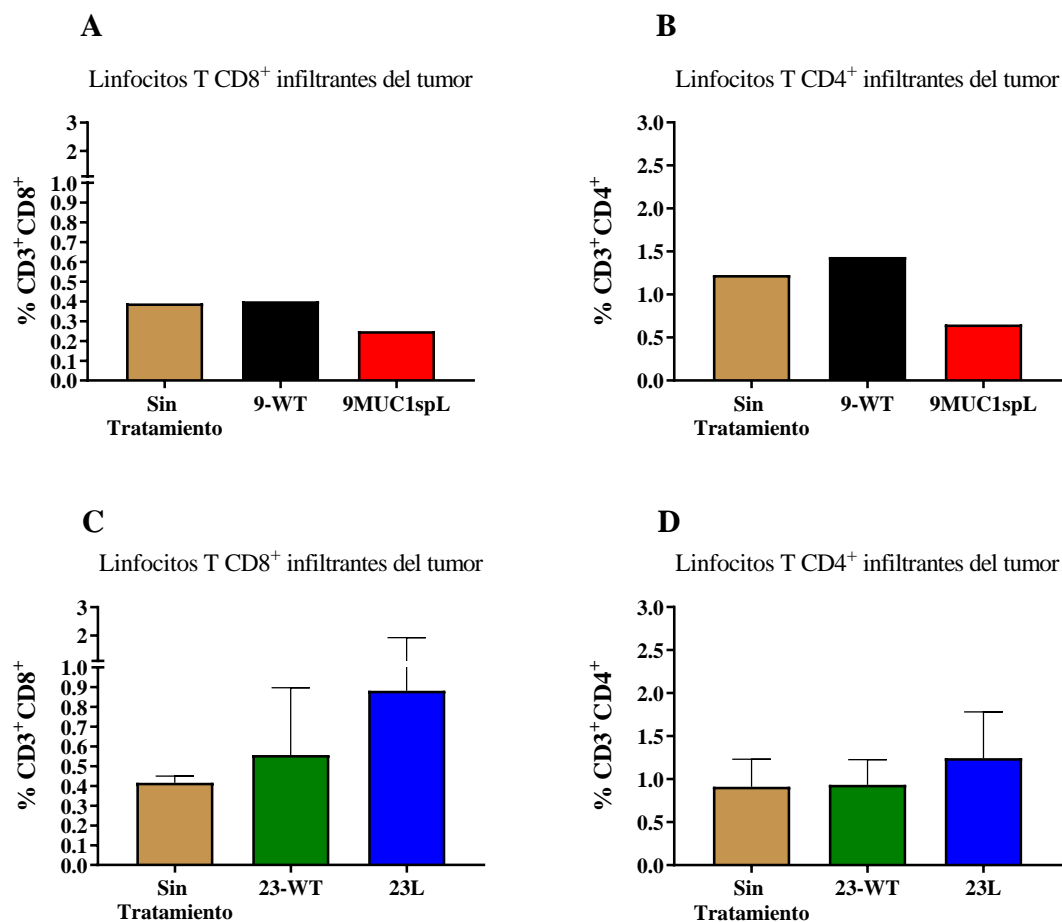 A
Linfocitos T CD8⁺ infiltrantes del tumor
% CD3⁺CD8⁺
3
2
1.0
0.9
0.8
0.7
0.6
0.5
0.4
0.3
0.2
0.1
0.0
Sin Tratamiento
9-WT
9MUC1spL
B
Linfocitos T CD4⁺ infiltrantes del tumor
% CD3⁺CD4⁺
3.0
2.5
2.0
1.5
1.0
0.5
0.0
Sin Tratamiento
9-WT
9MUC1spL
C
Linfocitos T CD8⁺ infiltrantes del tumor
% CD3⁺CD8⁺
3
2
1.0
0.9
0.8
0.7
0.6
0.5
0.4
0.3
0.2
0.1
0.0
Sin Tratamiento
23-WT
23L
D
Linfocitos T CD4⁺ infiltrantes del tumor
% CD3⁺CD4⁺
3.0
2.5
2.0
1.5
1.0
0.5
0.0
Sin Tratamiento
23-WT
23L